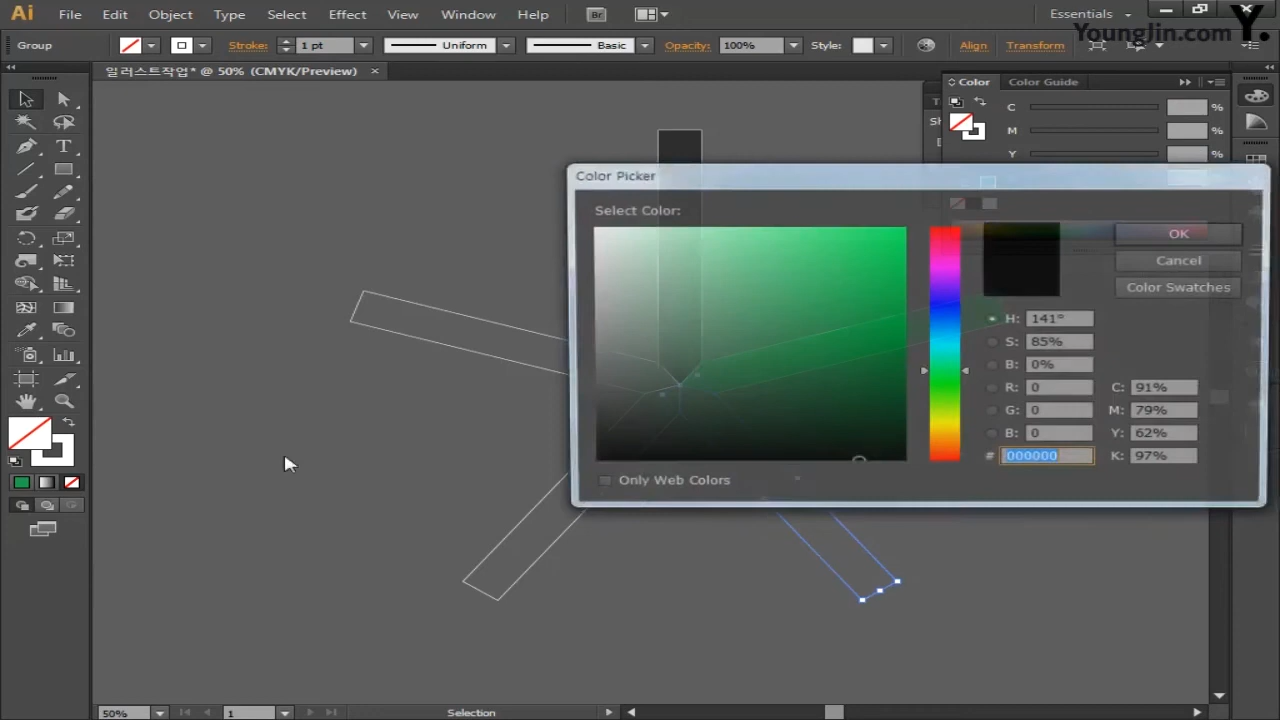 Ai File Edit Object Type Select Effect View Window Help Br Essentials
YoungJin.com Y.
Group Stroke: 1 pt Uniform Basic Opacity: 100% Style: Align Transform
일러스트작업* @ 50% (CMYK/Preview) ×
Color Color Guide
C %
M %
Y %
Color Picker
Select Color:
OK
Cancel
Color Swatches
H: 141°
S: 85%
B: 0%
R: 0 C: 91%
G: 0 M: 79%
B: 0 Y: 62%
# 000000 K: 97%
Only Web Colors
50% 1 Selection